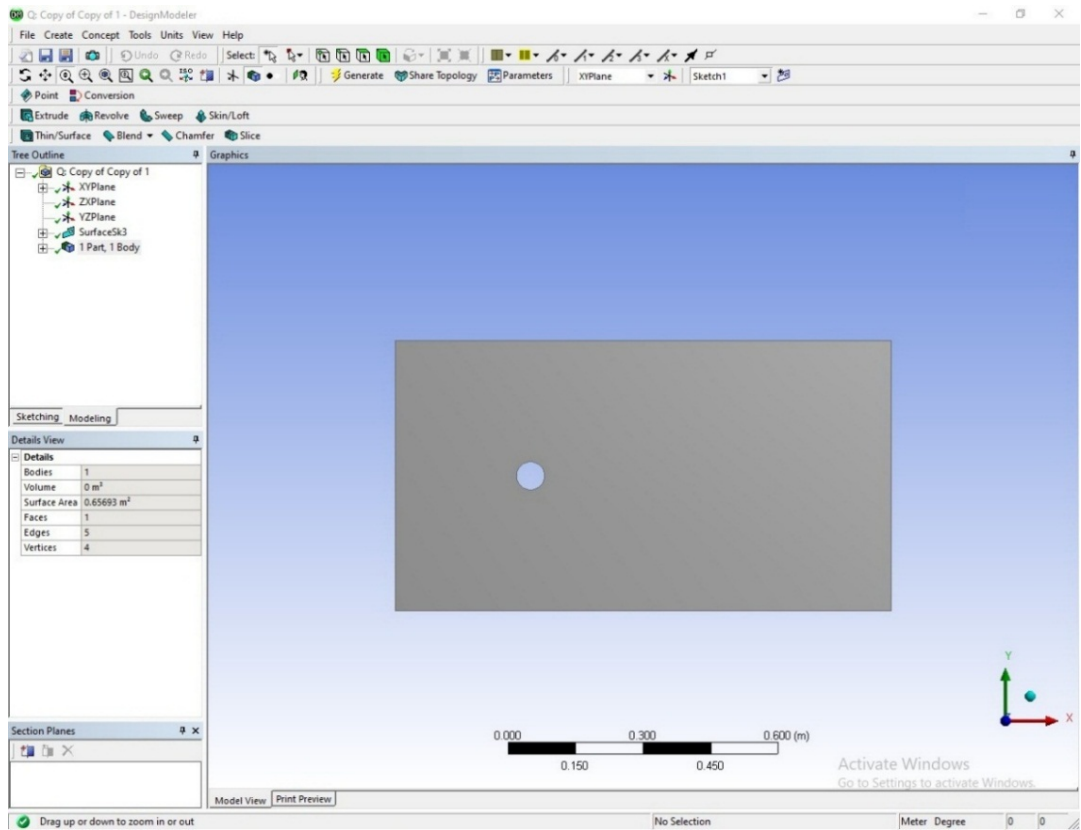 Q: Copy of Copy of 1 - DesignModeler
File Create Concept Tools Units View Help
Undo Redo Select:
Generate Share Topology Parameters XYPlane Sketch1
Point Conversion
Extrude Revolve Sweep Skin/Loft
Thin/Surface Blend Chamfer Slice
Tree Outline
Q: Copy of Copy of 1
XYPlane
ZXPlane
YZPlane
SurfaceSk3
1 Part, 1 Body
Sketching Modeling
Details View
Details
Bodies 1
Volume 0 m³
Surface Area 0.65693 m²
Faces 1
Edges 5
Vertices 4
Section Planes
Graphics
Y
X
0.000 0.300 0.600 (m)
0.150 0.450
Activate Windows
Go to Settings to activate Windows.
Model View Print Preview
Drag up or down to zoom in or out No Selection Meter Degree 0 0